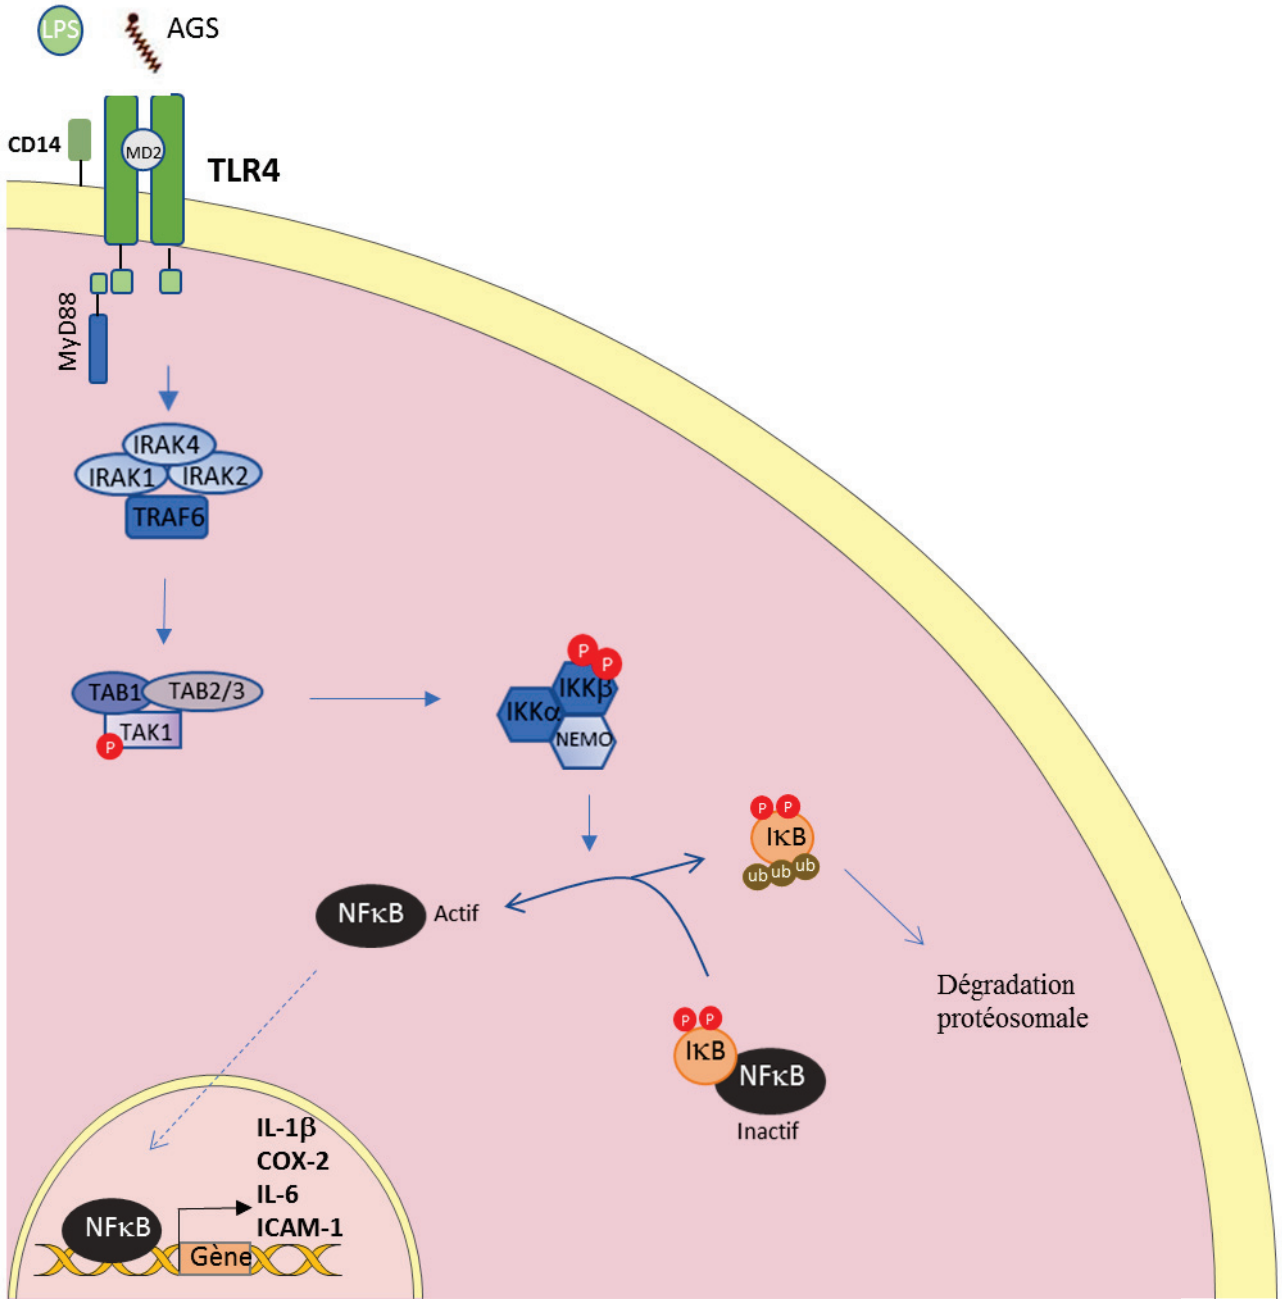 LPS
AGS
CD14
MD2
TLR4
MyD88
IRAK4
IRAK1
IRAK2
TRAF6
TAB1
TAB2/3
TAK1
P
P
P
IKKβ
IKKα
NEMO
P
P
IκB
ub
ub
ub
NFκB
Actif
Dégradation
protéosomale
P
P
IκB
NFκB
Inactif
IL-1β
COX-2
IL-6
ICAM-1
NFκB
Gène